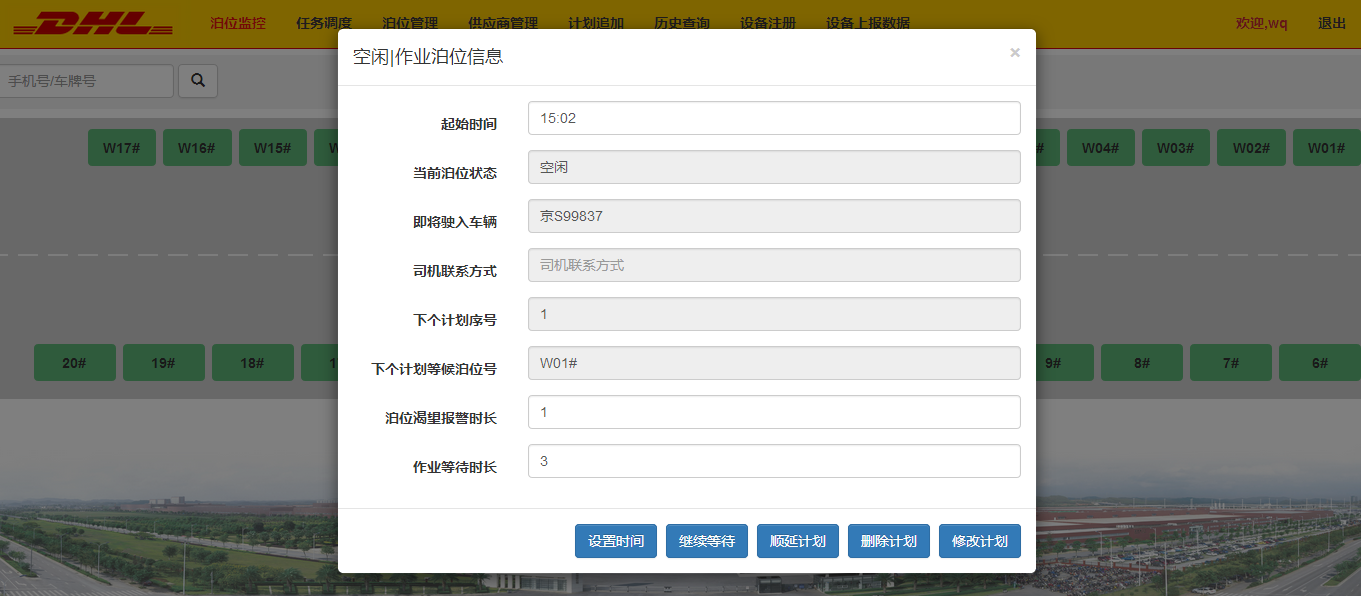 DHL 泊位监控 任务调度 泊位管理 供应商管理 计划追加 历史查询 设备注册 设备上报数据 欢迎,wq 退出
空闲|作业泊位信息 ×
手机号/车牌号
起始时间 15:02
W17# W16# W15# W04# W03# W02# W01#
当前泊位状态 空闲
即将驶入车辆 京S99837
司机联系方式 司机联系方式
下个计划序号 1
下个计划等候泊位号 W01#
20# 19# 18# 9# 8# 7# 6#
泊位渴望报警时长 1
作业等待时长 3
设置时间 继续等待 顺延计划 删除计划 修改计划